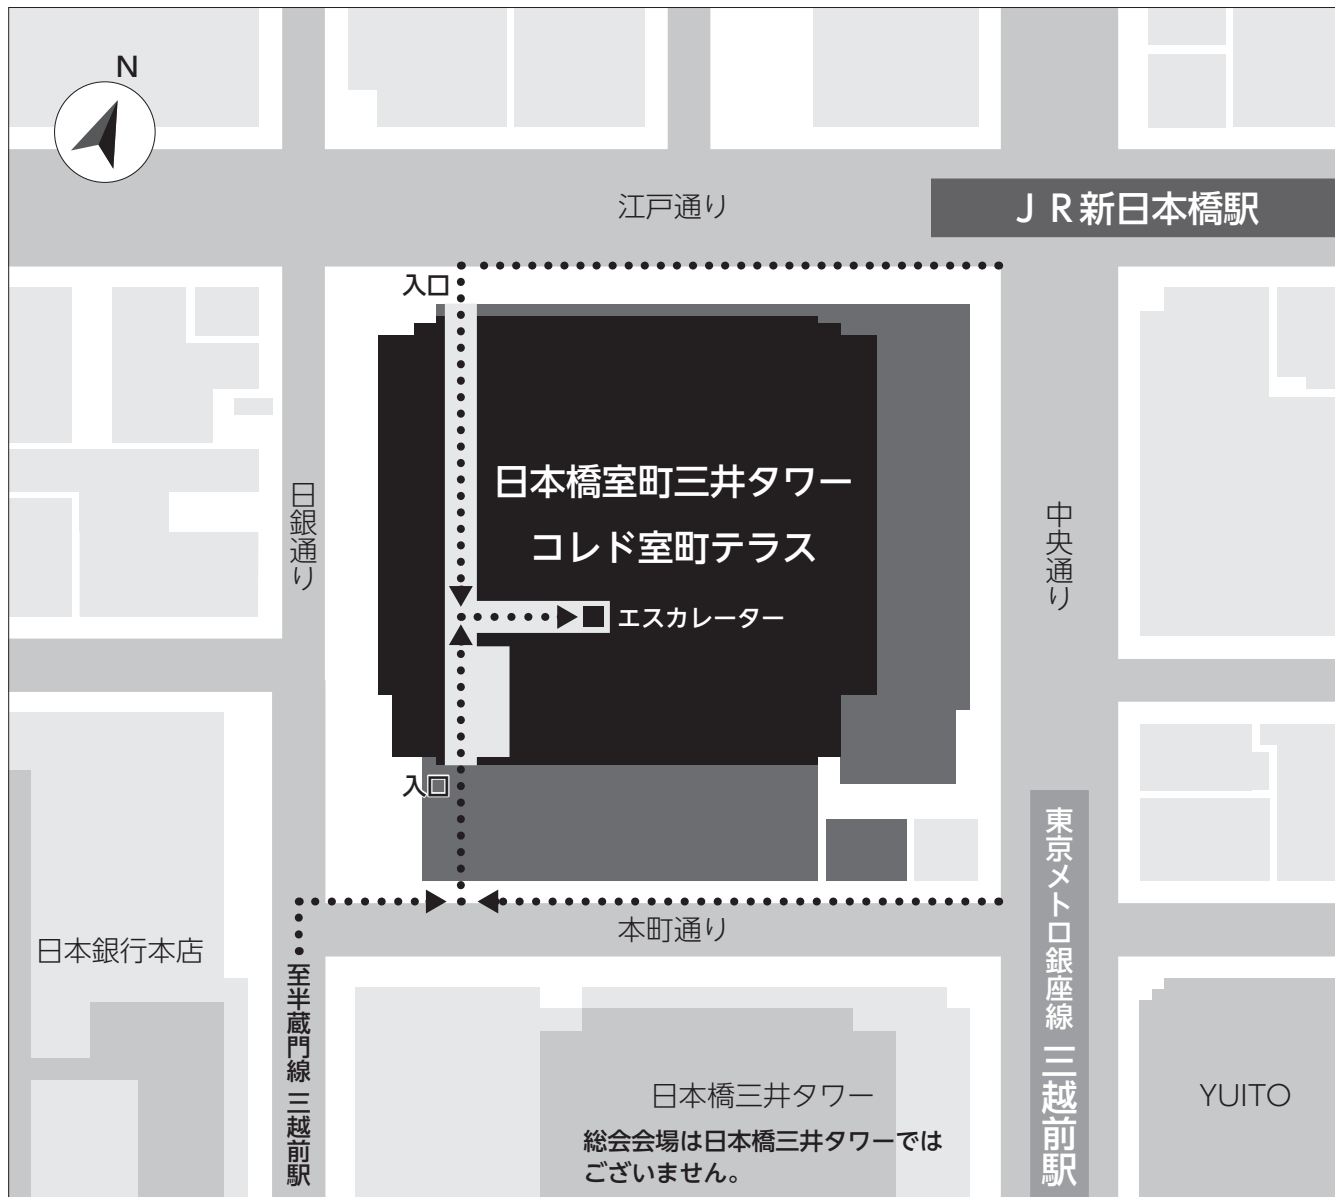 N
江戸通り
ＪＲ新日本橋駅
入口
日本橋室町三井タワー
コレド室町テラス
日銀通り
中央通り
エスカレーター
入口
東京メトロ銀座線 三越前駅
本町通り
日本銀行本店
至半蔵門線 三越前駅
日本橋三井タワー
YUITO
総会会場は日本橋三井タワーでは
ございません。